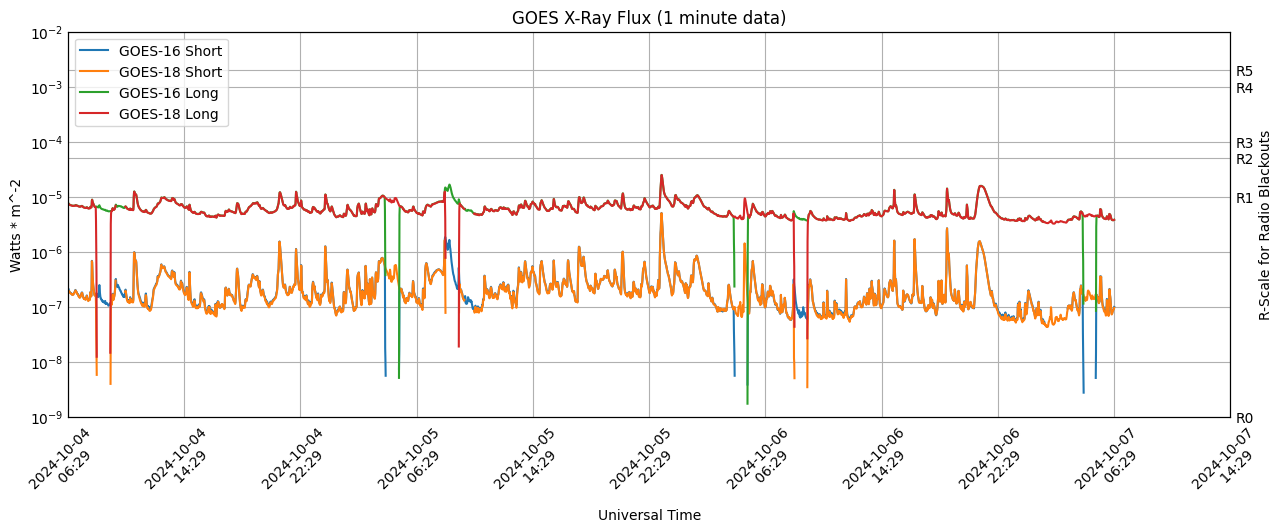 GOES X-Ray Flux (1 minute data)
GOES-16 Short
GOES-18 Short
GOES-16 Long
GOES-18 Long
Watts * m^-2
10^-2
10^-3
10^-4
10^-5
10^-6
10^-7
10^-8
10^-9
R5
R4
R3
R2
R1
R0
R-Scale for Radio Blackouts
2024-10-04
06:29
2024-10-04
14:29
2024-10-04
22:29
2024-10-05
06:29
2024-10-05
14:29
2024-10-05
22:29
2024-10-06
06:29
2024-10-06
14:29
2024-10-06
22:29
2024-10-07
06:29
2024-10-07
14:29
Universal Time